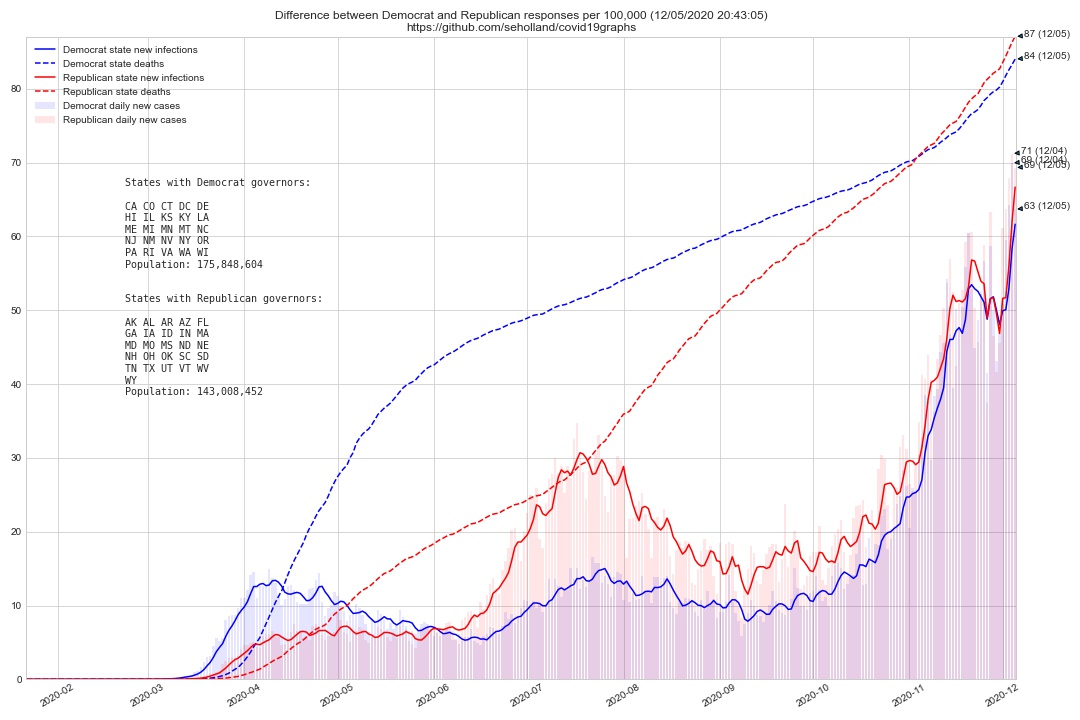 Difference between Democrat and Republican responses per 100,000 (12/05/2020 20:43:05)
https://github.com/seholland/covid19graphs
Democrat state new infections
Democrat state deaths
Republican state new infections
Republican state deaths
Democrat daily new cases
Republican daily new cases
States with Democrat governors:
CA CO CT DC DE
HI IL KS KY LA
ME MI MN MT NC
NJ NM NV NY OR
PA RI VA WA WI
Population: 175,848,604
States with Republican governors:
AK AL AR AZ FL
GA IA ID IN MA
MD MO MS ND NE
NH OH OK SC SD
TN TX UT VT WV
WY
Population: 143,008,452
87 (12/05)
84 (12/05)
71 (12/04)
69 (12/04)
69 (12/05)
63 (12/05)
80
70
60
50
40
30
20
10
0
2020-02
2020-03
2020-04
2020-05
2020-06
2020-07
2020-08
2020-09
2020-10
2020-11
2020-12